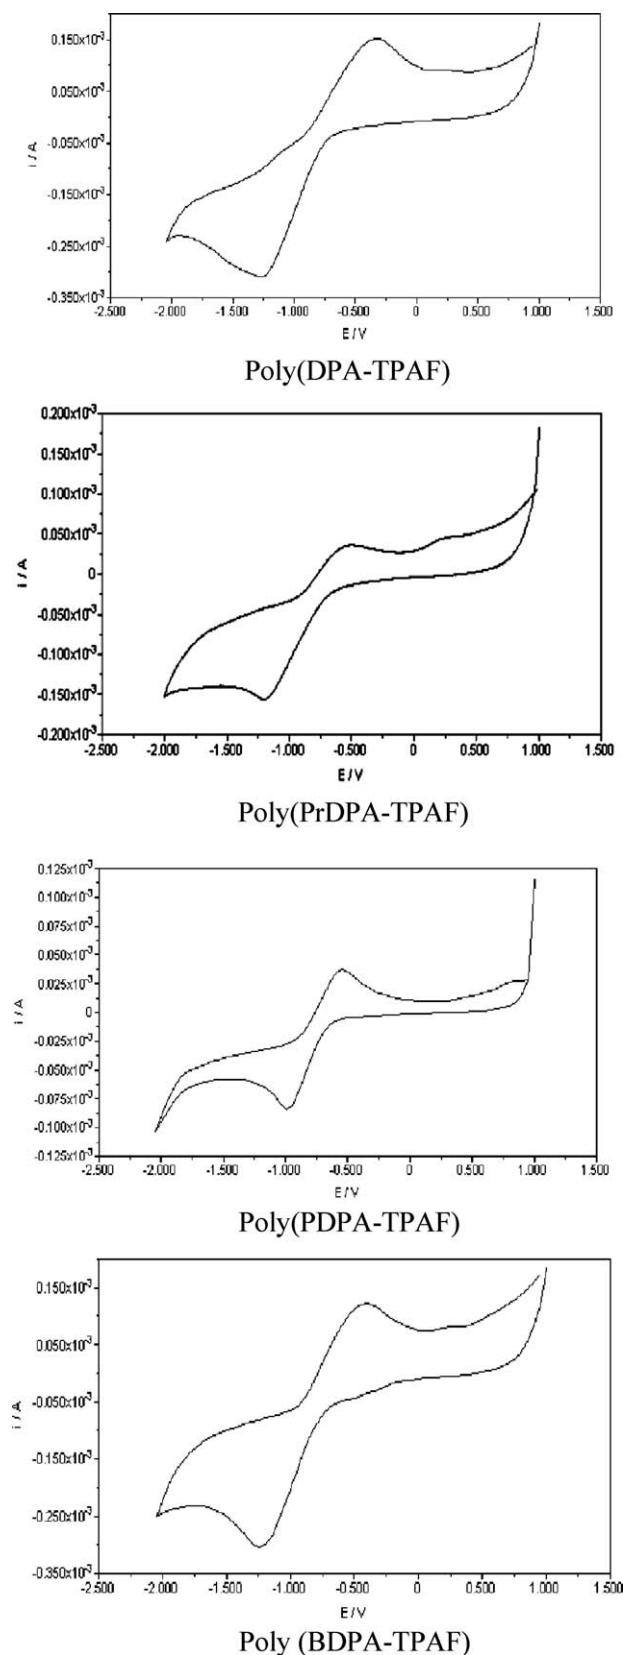 0.150x10⁻³
0.050x10⁻³
-0.050x10⁻³
-0.150x10⁻³
-0.250x10⁻³
-0.350x10⁻³
i / A
-2.500 -2.000 -1.500 -1.000 -0.500 0 0.500 1.000 1.500
E / V
Poly(DPA-TPAF)
0.200x10⁻³
0.150x10⁻³
0.100x10⁻³
0.050x10⁻³
0
-0.050x10⁻³
-0.100x10⁻³
-0.150x10⁻³
-0.200x10⁻³
i / A
-2.500 -2.000 -1.500 -1.000 -0.500 0 0.500 1.000 1.500
E / V
Poly(PrDPA-TPAF)
0.125x10⁻³
0.100x10⁻³
0.075x10⁻³
0.050x10⁻³
0.025x10⁻³
0
-0.025x10⁻³
-0.050x10⁻³
-0.075x10⁻³
-0.100x10⁻³
-0.125x10⁻³
i / A
-2.500 -2.000 -1.500 -1.000 -0.500 0 0.500 1.000 1.500
E / V
Poly(PDPA-TPAF)
0.150x10⁻³
0.050x10⁻³
-0.050x10⁻³
-0.150x10⁻³
-0.250x10⁻³
-0.350x10⁻³
i / A
-2.500 -2.000 -1.500 -1.000 -0.500 0 0.500 1.000 1.500
E / V
Poly (BDPA-TPAF)